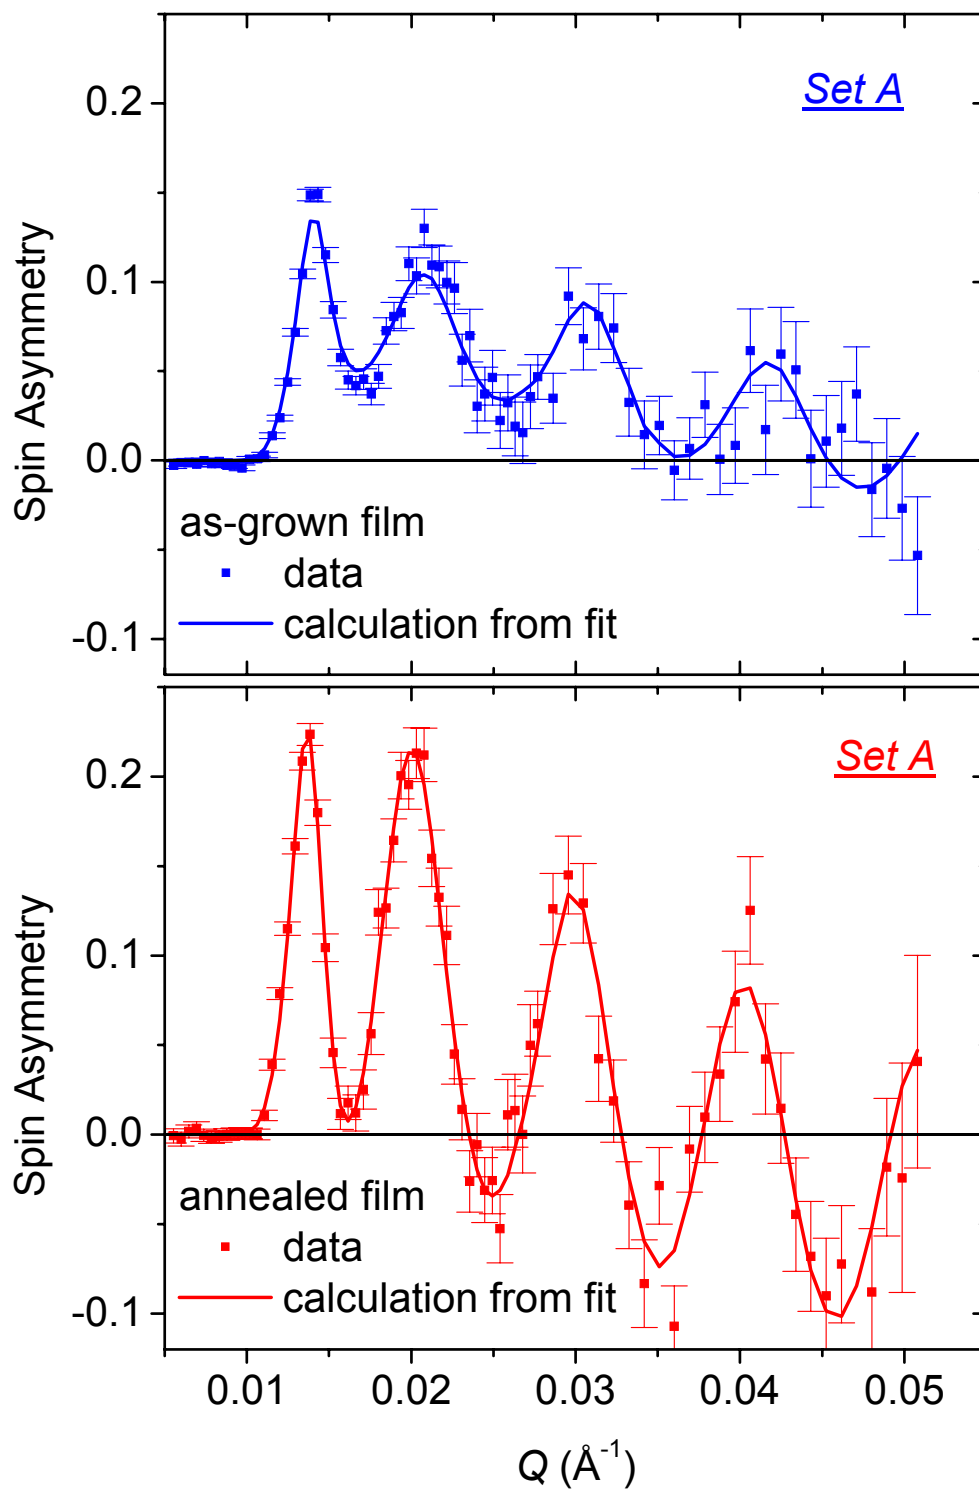 Set A
0.2
0.1
0.0
-0.1
Spin Asymmetry
as-grown film
data
calculation from fit
Set A
0.2
0.1
0.0
-0.1
Spin Asymmetry
annealed film
data
calculation from fit
0.01 0.02 0.03 0.04 0.05
Q (Å⁻¹)